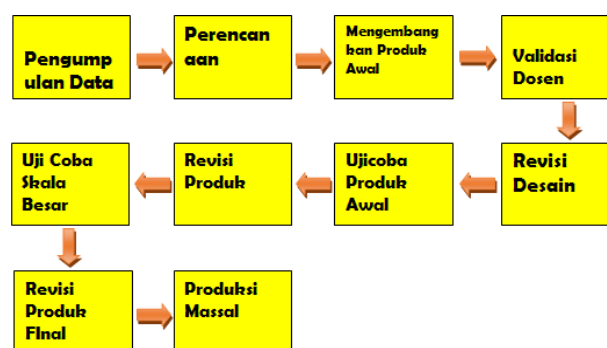 Pengump
ulan Data
Perencan
aan
Mengembang
kan Produk
Awal
Validasi
Dosen
Revisi
Desain
Ujicoba
Produk
Awal
Revisi
Produk
Uji Coba
Skala
Besar
Revisi
Produk
FInal
Produksi
Massal